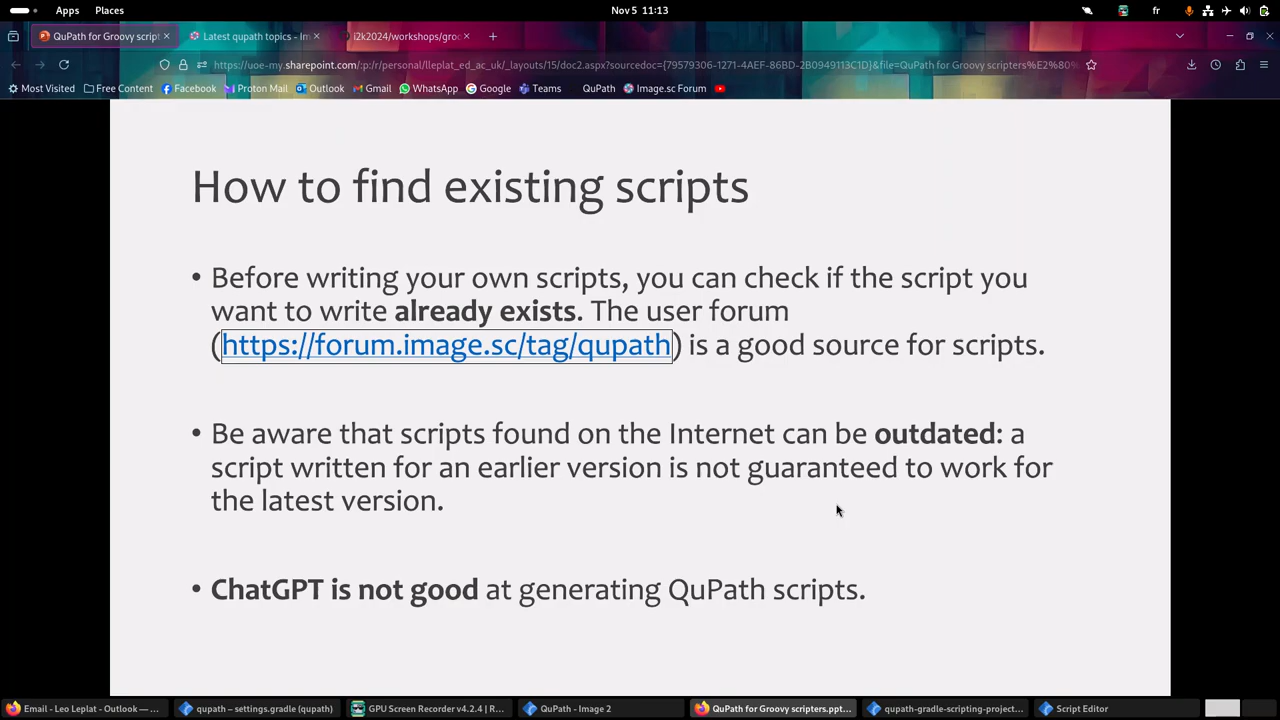 Apps Places Nov 5 11:13 fr
QuPath for Groovy script Latest qupath topics - Im i2k2024/workshops/groo
https://uoe-my.sharepoint.com/:p:/r/personal/lleplat_ed_ac_uk/_layouts/15/doc2.aspx?sourcedoc={79579306-1271-4AEF-86BD-2B0949113C1D}&file=QuPath for Groovy scripters%E2%80%
Most Visited Free Content Facebook Proton Mail Outlook Gmail WhatsApp Google Teams QuPath Image.sc Forum
How to find existing scripts
• Before writing your own scripts, you can check if the script you
want to write already exists. The user forum
(https://forum.image.sc/tag/qupath) is a good source for scripts.
• Be aware that scripts found on the Internet can be outdated: a
script written for an earlier version is not guaranteed to work for
the latest version.
• ChatGPT is not good at generating QuPath scripts.
Email - Leo Leplat - Outlook — ... qupath – settings.gradle (qupath) GPU Screen Recorder v4.2.4 | R... QuPath - Image 2 QuPath for Groovy scripters.ppt... qupath-gradle-scripting-project... Script Editor